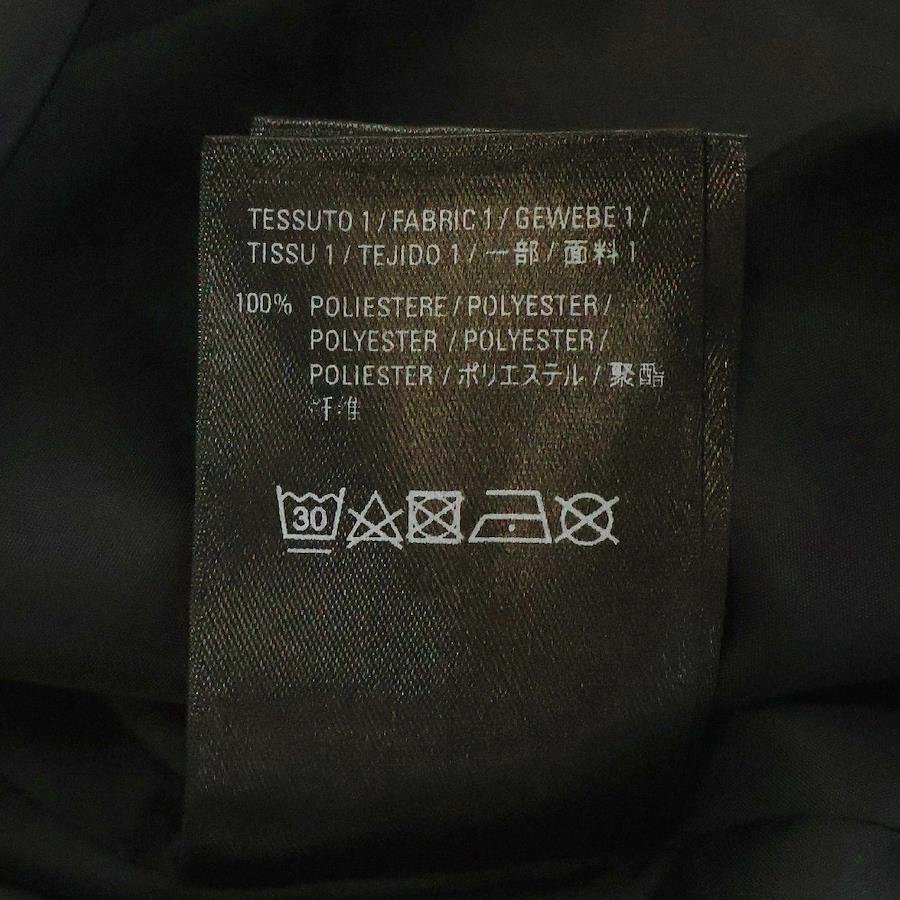 TESSUTO 1 / FABRIC 1 / GEWEBE 1 /
TISSU 1 / TEJIDO 1 / 一部 / 面料 1
100% POLIESTERE / POLYESTER /
POLYESTER / POLYESTER /
POLIESTER / ポリエステル / 聚酯
纤维
30